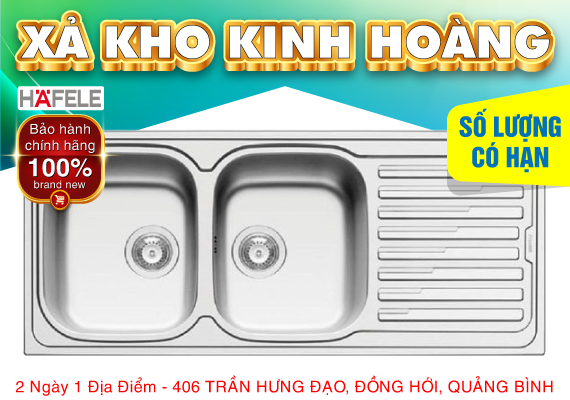 XẢ KHO KINH HOÀNG
HÄFELE
Bảo hành
chính hãng
100%
brand new
SỐ LƯỢNG
CÓ HẠN
2 Ngày 1 Địa Điểm - 406 TRẦN HƯNG ĐẠO, ĐỒNG HỚI, QUẢNG BÌNH